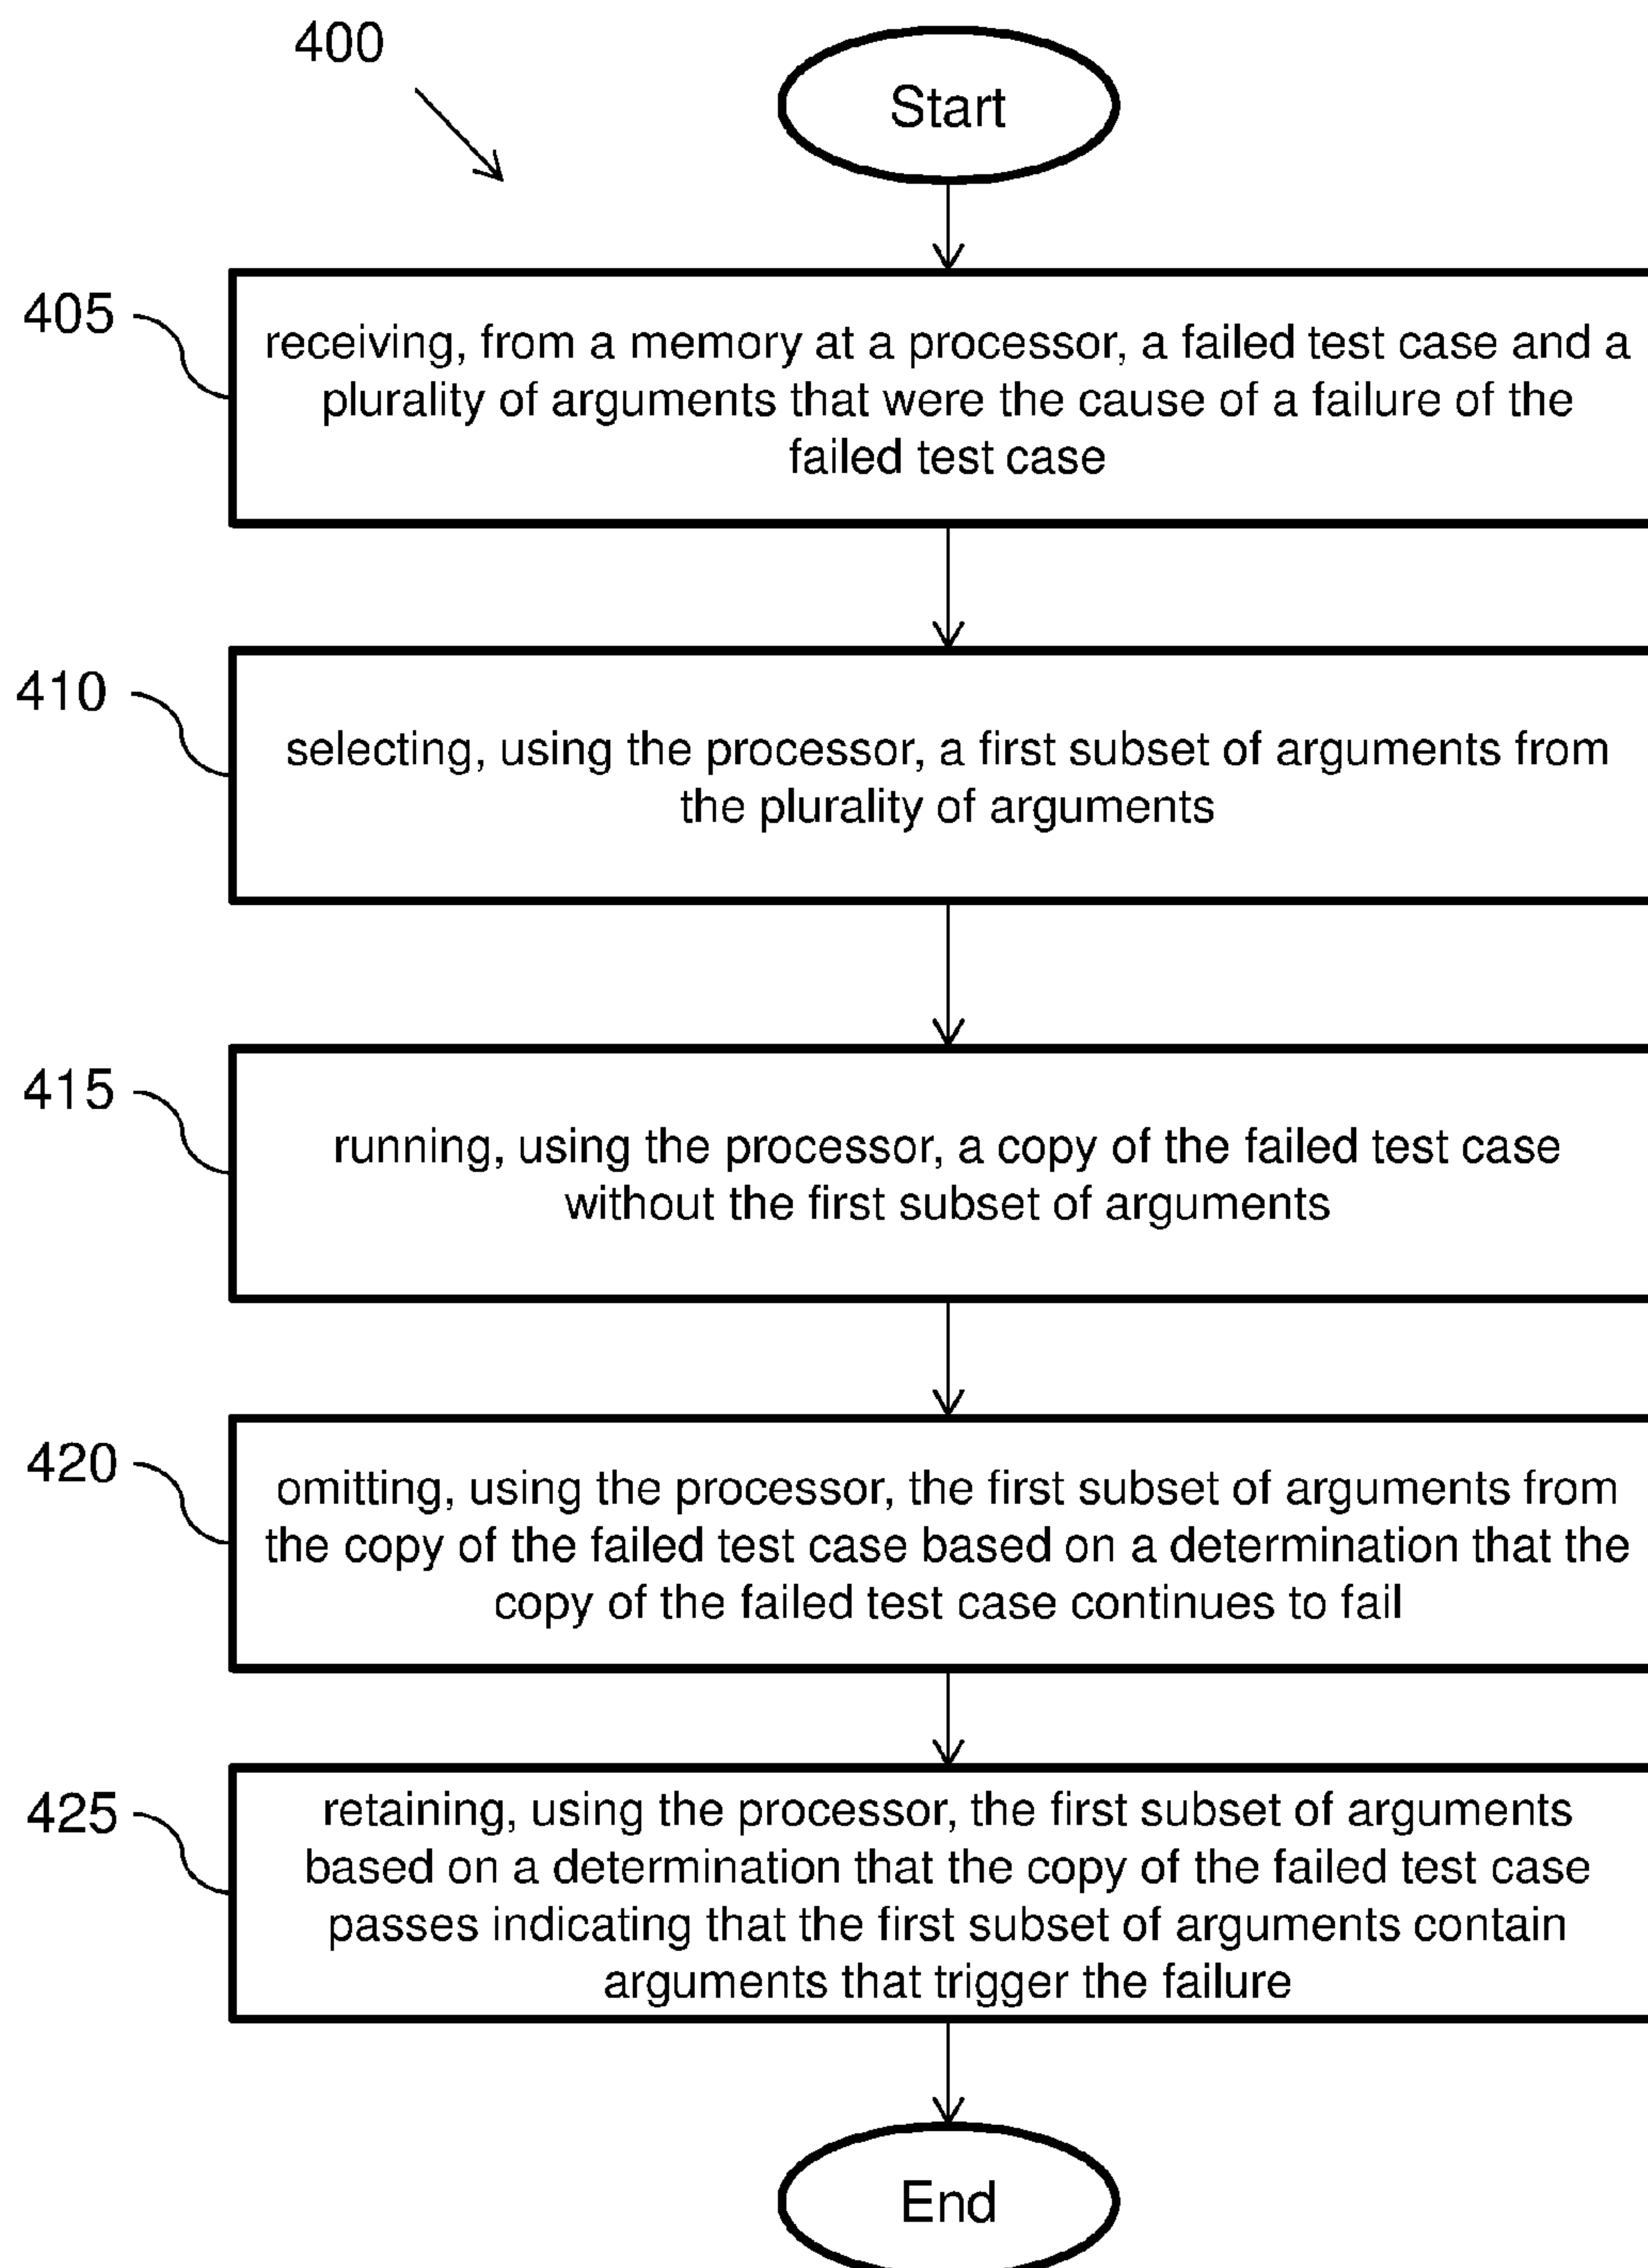 400
Start
405
receiving, from a memory at a processor, a failed test case and a
plurality of arguments that were the cause of a failure of the
failed test case
410
selecting, using the processor, a first subset of arguments from
the plurality of arguments
415
running, using the processor, a copy of the failed test case
without the first subset of arguments
420
omitting, using the processor, the first subset of arguments from
the copy of the failed test case based on a determination that the
copy of the failed test case continues to fail
425
retaining, using the processor, the first subset of arguments
based on a determination that the copy of the failed test case
passes indicating that the first subset of arguments contain
arguments that trigger the failure
End